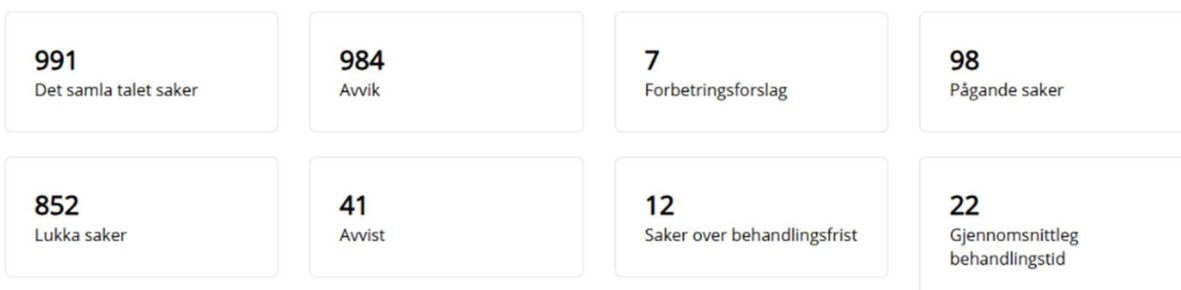 991
Det samla talet saker
984
Avvik
7
Forbetringsforslag
98
Pågande saker
852
Lukka saker
41
Avvist
12
Saker over behandlingsfrist
22
Gjennomsnittleg
behandlingstid